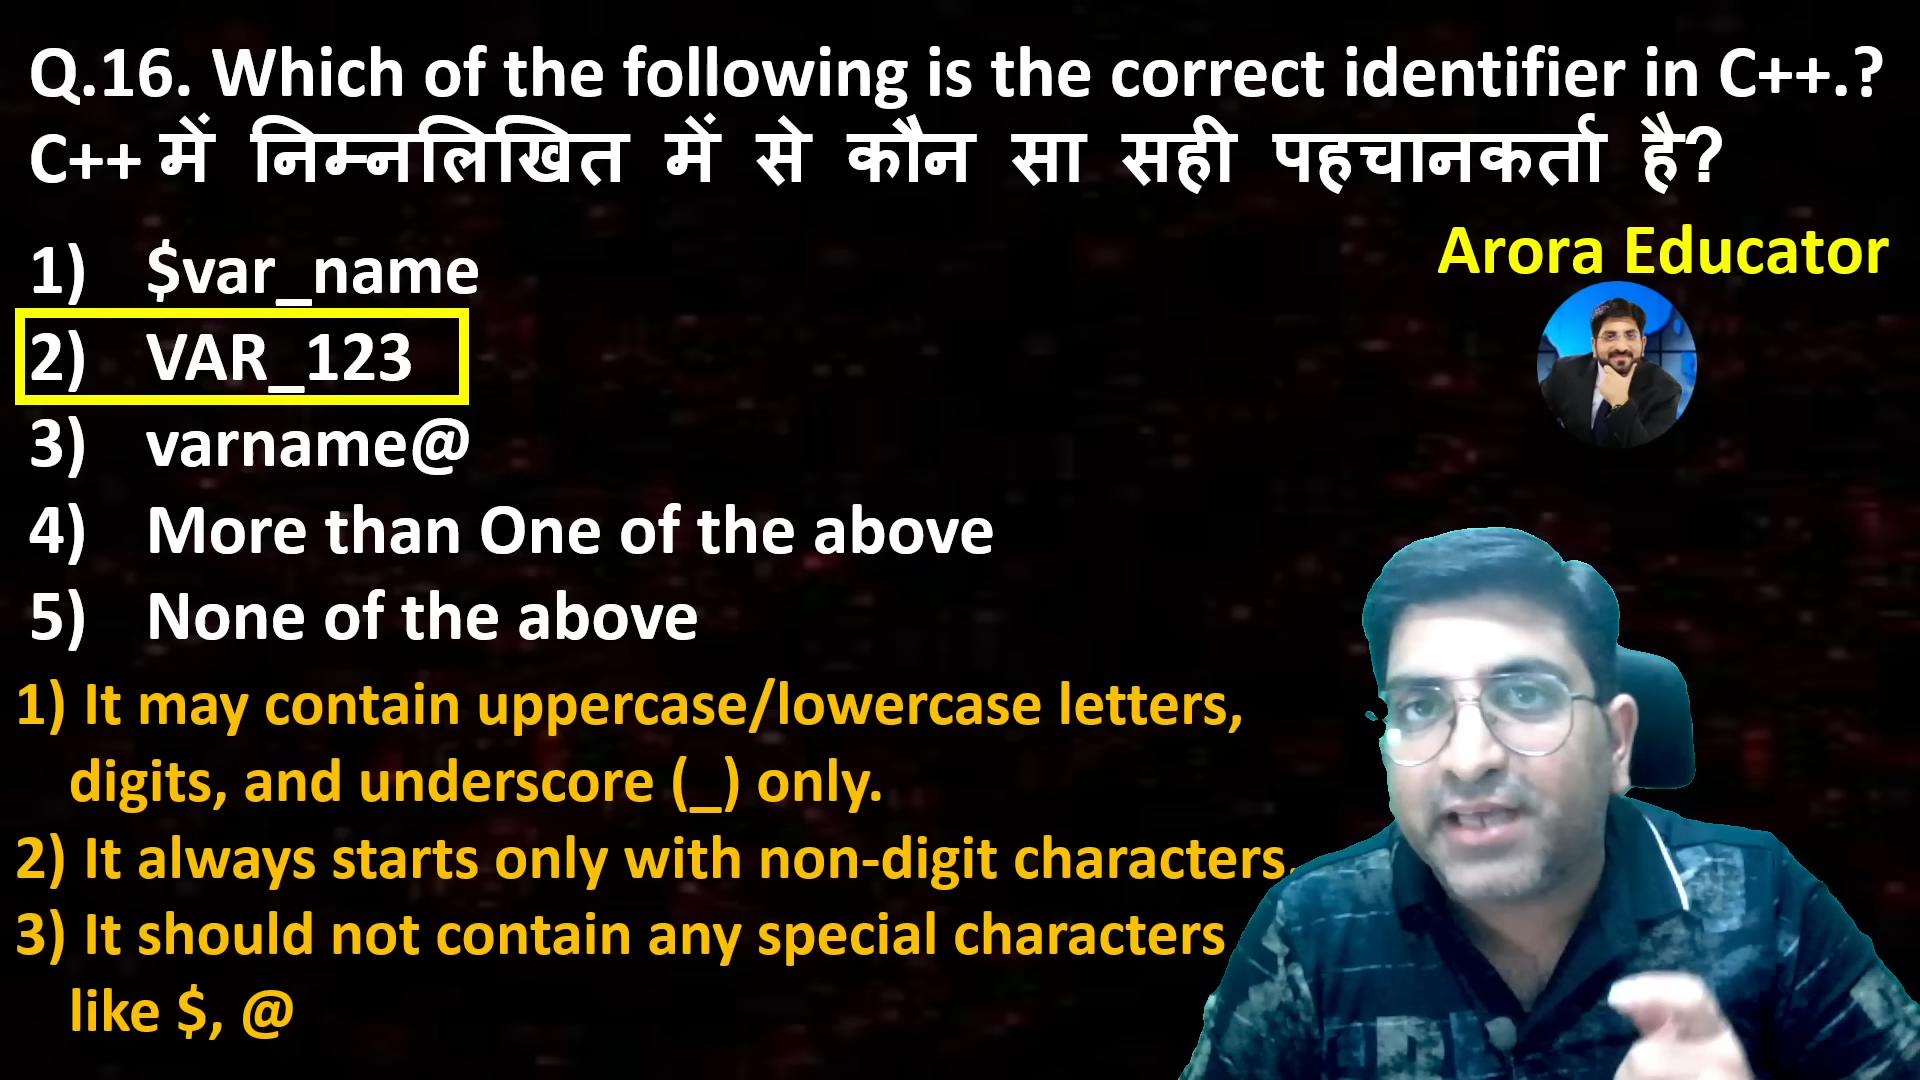 Q.16. Which of the following is the correct identifier in C++.?
C++ में निम्नलिखित में से कौन सा सही पहचानकर्ता है?
Arora Educator
1) $var_name
2) VAR_123
3) varname@
4) More than One of the above
5) None of the above
1) It may contain uppercase/lowercase letters,
digits, and underscore (_) only.
2) It always starts only with non-digit characters.
3) It should not contain any special characters
like $, @